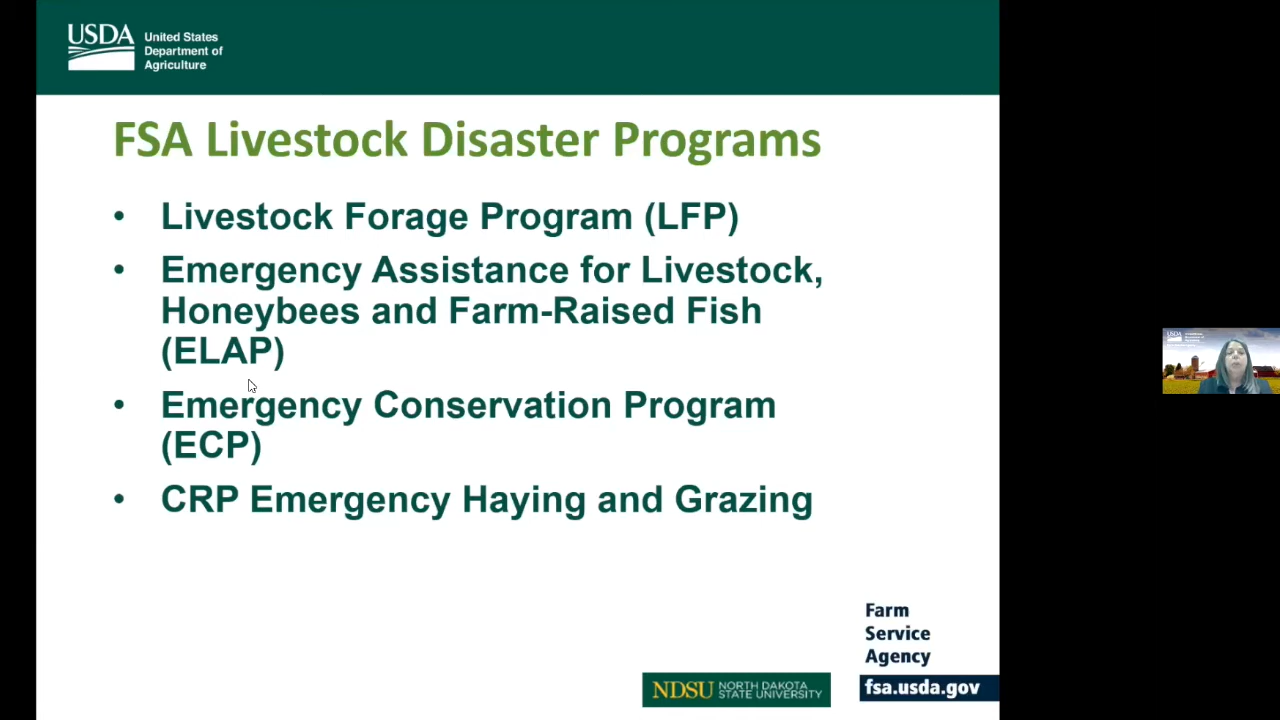 USDA
United States
Department of
Agriculture
FSA Livestock Disaster Programs
• Livestock Forage Program (LFP)
• Emergency Assistance for Livestock,
Honeybees and Farm-Raised Fish
(ELAP)
• Emergency Conservation Program
(ECP)
• CRP Emergency Haying and Grazing
Farm
Service
Agency
fsa.usda.gov
NDSU
NORTH DAKOTA
STATE UNIVERSITY
USDA